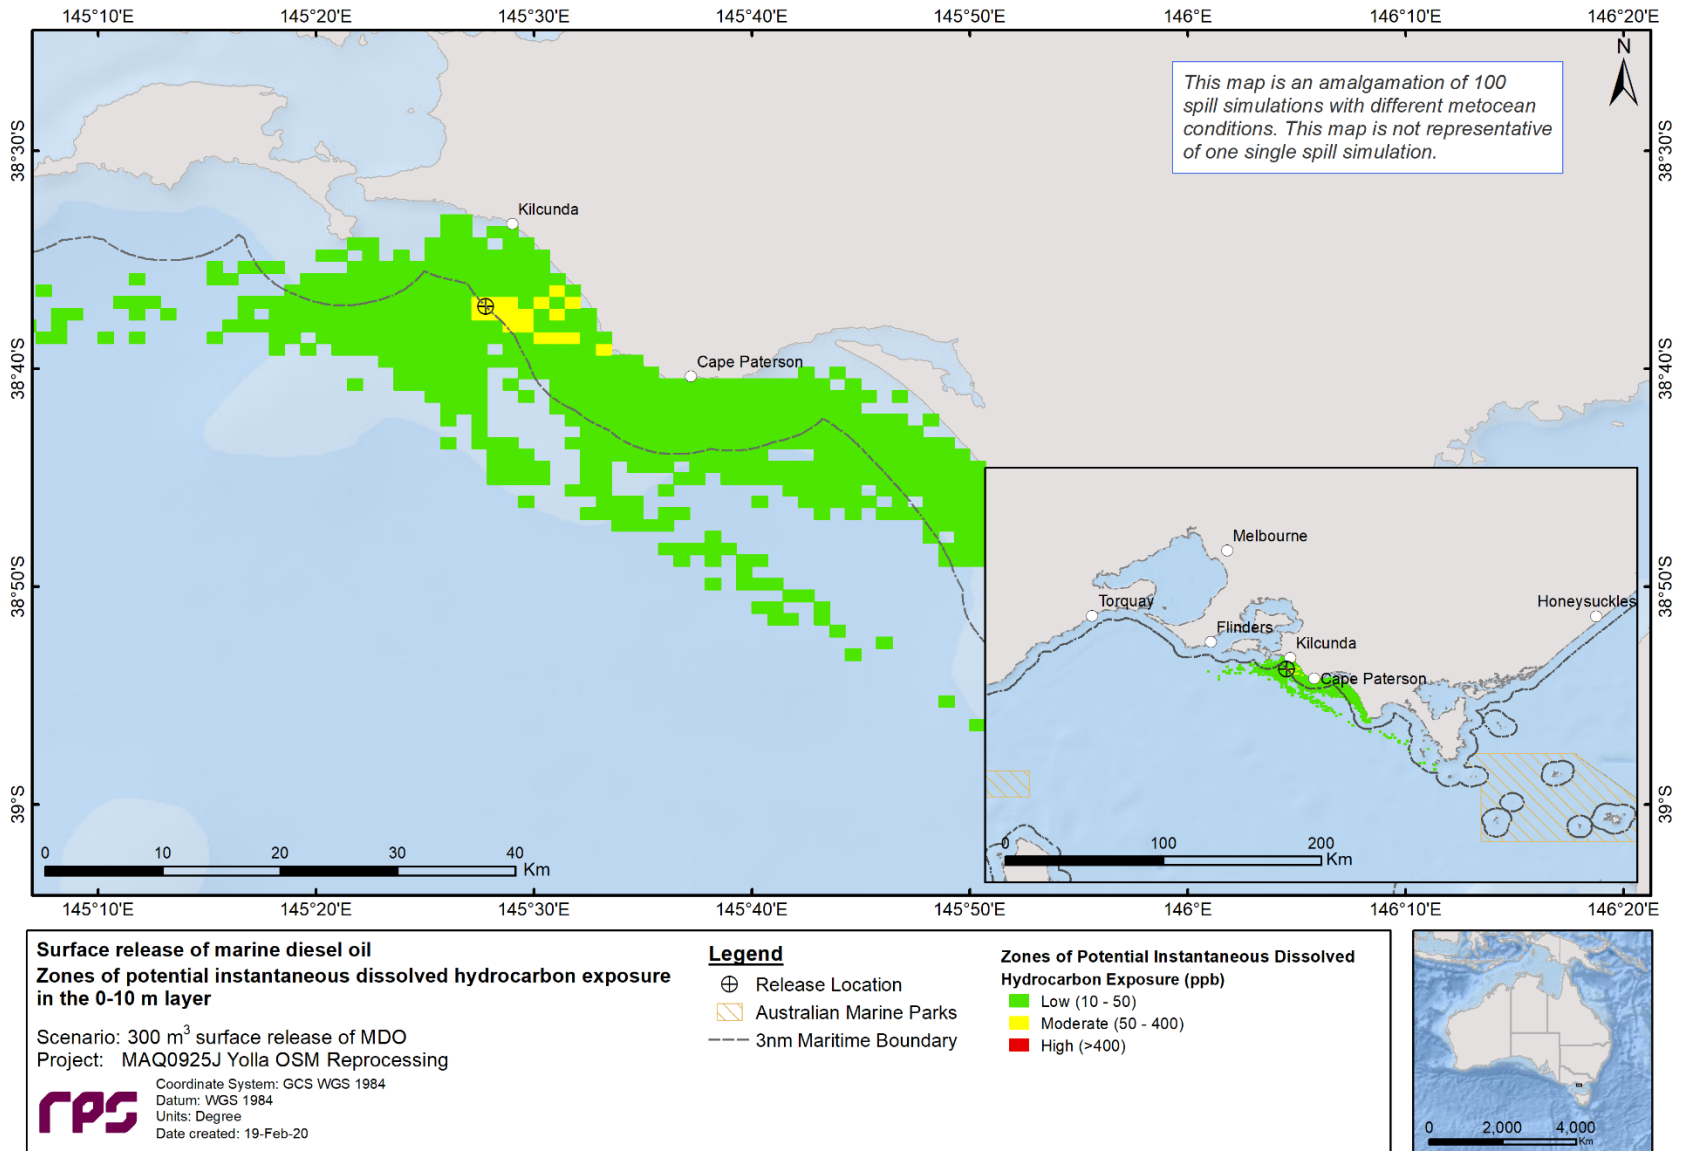 145°10'E 145°20'E 145°30'E 145°40'E 145°50'E 146°E 146°10'E 146°20'E
N
This map is an amalgamation of 100
spill simulations with different metocean
conditions. This map is not representative
of one single spill simulation.
38°30'S 38°30'S
Kilcunda
Cape Paterson
38°40'S 38°40'S
38°50'S 38°50'S
39°S 39°S
Melbourne
Torquay
Honeysuckles
Flinders
Kilcunda
Cape Paterson
0 100 200
Km
0 10 20 30 40
Km
145°10'E 145°20'E 145°30'E 145°40'E 145°50'E 146°E 146°10'E 146°20'E
Surface release of marine diesel oil
Zones of potential instantaneous dissolved hydrocarbon exposure
in the 0-10 m layer
Scenario: 300 m³ surface release of MDO
Project: MAQ0925J Yolla OSM Reprocessing
rps
Coordinate System: GCS WGS 1984
Datum: WGS 1984
Units: Degree
Date created: 19-Feb-20
Legend
Release Location
Australian Marine Parks
3nm Maritime Boundary
Zones of Potential Instantaneous Dissolved
Hydrocarbon Exposure (ppb)
Low (10 - 50)
Moderate (50 - 400)
High (>400)
0 2,000 4,000
Km